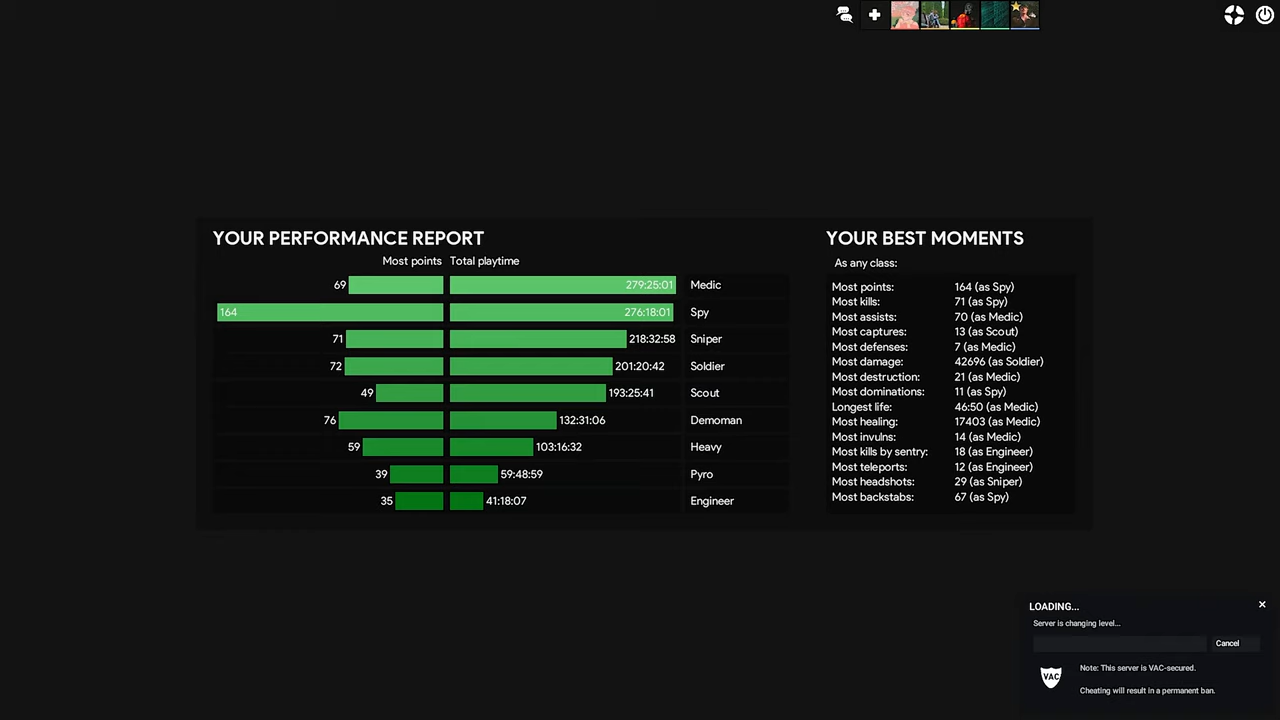 YOUR PERFORMANCE REPORT
Most points Total playtime
69 279:25:01 Medic
164 276:18:01 Spy
71 218:32:58 Sniper
72 201:20:42 Soldier
49 193:25:41 Scout
76 132:31:06 Demoman
59 103:16:32 Heavy
39 59:48:59 Pyro
35 41:18:07 Engineer
YOUR BEST MOMENTS
As any class:
Most points: 164 (as Spy)
Most kills: 71 (as Spy)
Most assists: 70 (as Medic)
Most captures: 13 (as Scout)
Most defenses: 7 (as Medic)
Most damage: 42696 (as Soldier)
Most destruction: 21 (as Medic)
Most dominations: 11 (as Spy)
Longest life: 46:50 (as Medic)
Most healing: 17403 (as Medic)
Most invulns: 14 (as Medic)
Most kills by sentry: 18 (as Engineer)
Most teleports: 12 (as Engineer)
Most headshots: 29 (as Sniper)
Most backstabs: 67 (as Spy)
LOADING...
Server is changing level...
Cancel
VAC
Note: This server is VAC-secured.
Cheating will result in a permanent ban.